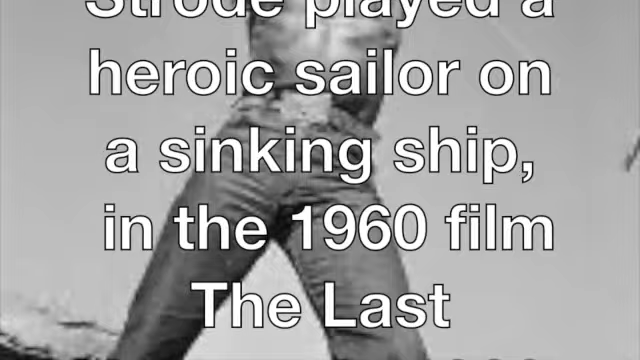 Strode played a
heroic sailor on
a sinking ship,
in the 1960 film
The Last